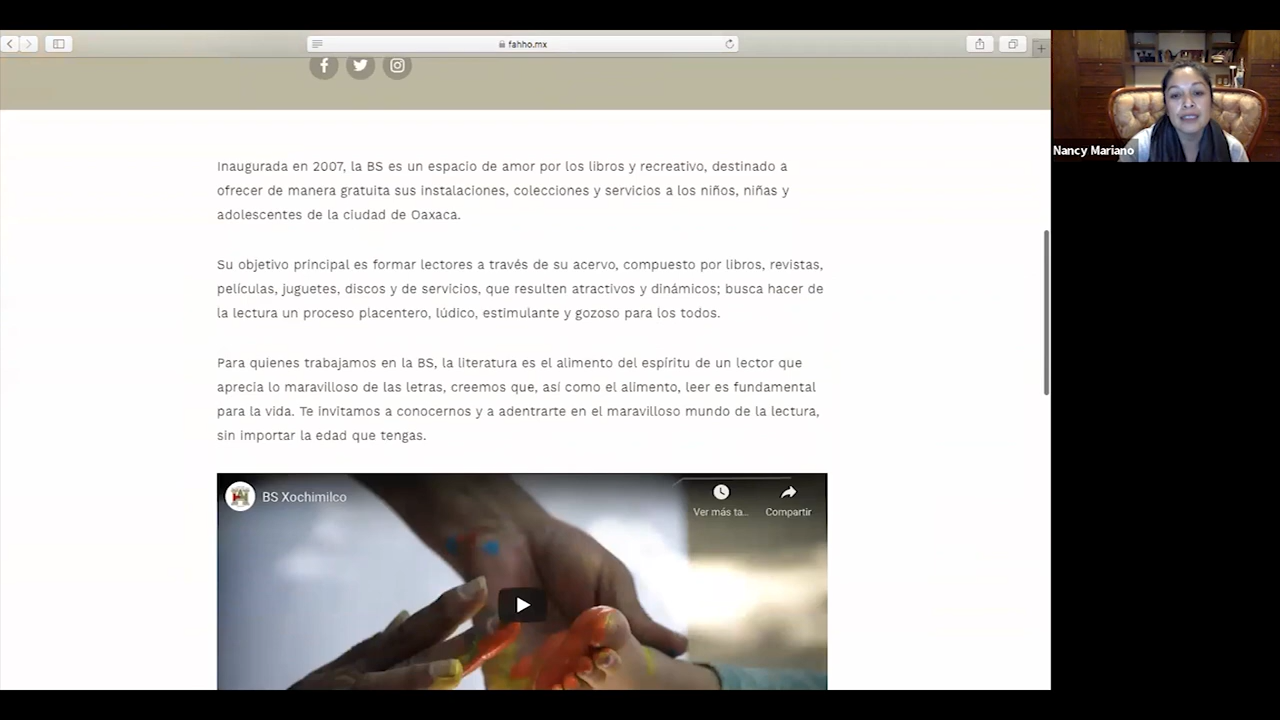 fahho.mx
Nancy Mariano
Inaugurada en 2007, la BS es un espacio de amor por los libros y recreativo, destinado a
ofrecer de manera gratuita sus instalaciones, colecciones y servicios a los niños, niñas y
adolescentes de la ciudad de Oaxaca.
Su objetivo principal es formar lectores a través de su acervo, compuesto por libros, revistas,
películas, juguetes, discos y de servicios, que resulten atractivos y dinámicos; busca hacer de
la lectura un proceso placentero, lúdico, estimulante y gozoso para los todos.
Para quienes trabajamos en la BS, la literatura es el alimento del espíritu de un lector que
aprecia lo maravilloso de las letras, creemos que, así como el alimento, leer es fundamental
para la vida. Te invitamos a conocernos y a adentrarte en el maravilloso mundo de la lectura,
sin importar la edad que tengas.
BS Xochimilco
Ver más ta...
Compartir